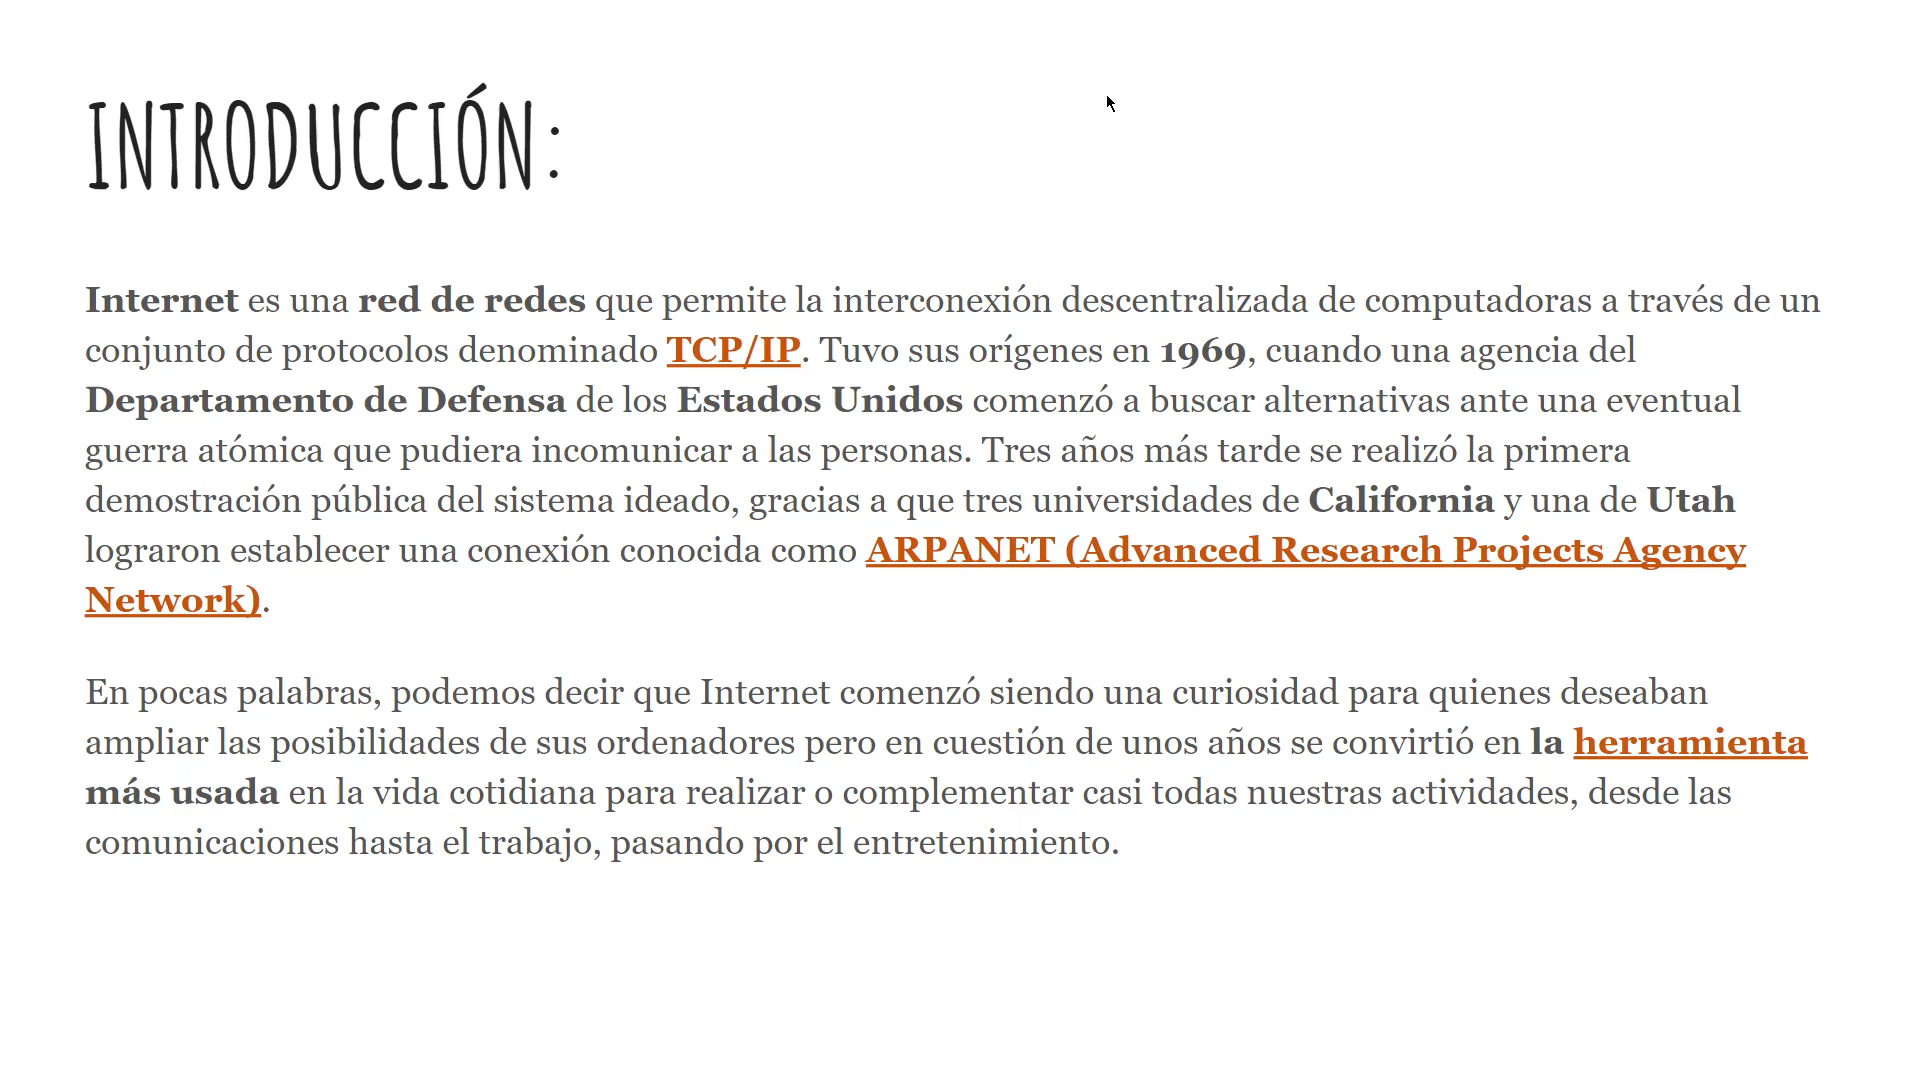 INTRODUCCIÓN:
Internet es una red de redes que permite la interconexión descentralizada de computadoras a través de un
conjunto de protocolos denominado TCP/IP. Tuvo sus orígenes en 1969, cuando una agencia del
Departamento de Defensa de los Estados Unidos comenzó a buscar alternativas ante una eventual
guerra atómica que pudiera incomunicar a las personas. Tres años más tarde se realizó la primera
demostración pública del sistema ideado, gracias a que tres universidades de California y una de Utah
lograron establecer una conexión conocida como ARPANET (Advanced Research Projects Agency
Network).
En pocas palabras, podemos decir que Internet comenzó siendo una curiosidad para quienes deseaban
ampliar las posibilidades de sus ordenadores pero en cuestión de unos años se convirtió en la herramienta
más usada en la vida cotidiana para realizar o complementar casi todas nuestras actividades, desde las
comunicaciones hasta el trabajo, pasando por el entretenimiento.